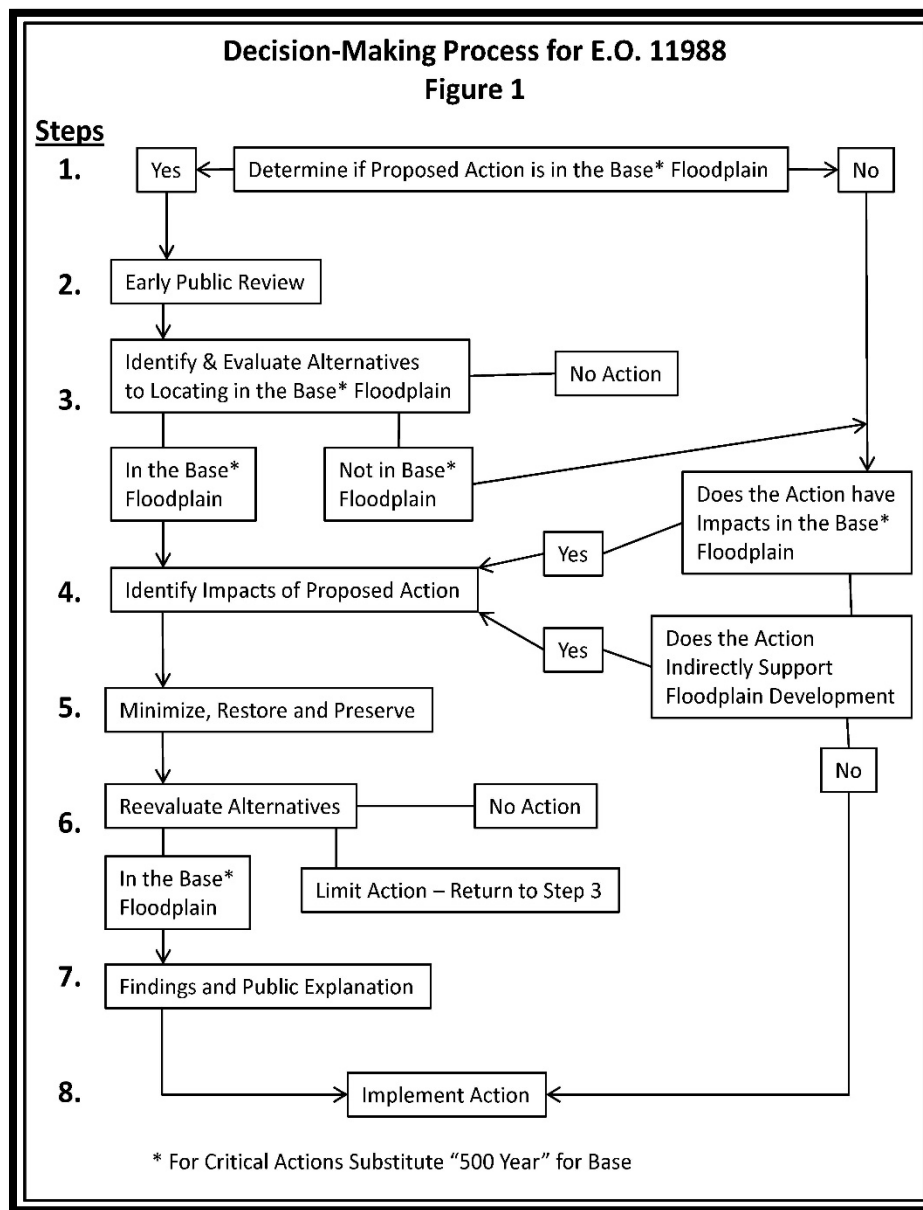 Decision-Making Process for E.O. 11988
Figure 1
Steps
1.
Yes
Determine if Proposed Action is in the Base* Floodplain
No
2.
Early Public Review
3.
Identify & Evaluate Alternatives
to Locating in the Base* Floodplain
No Action
In the Base*
Floodplain
Not in Base*
Floodplain
Does the Action have
Impacts in the Base*
Floodplain
Yes
4.
Identify Impacts of Proposed Action
Yes
Does the Action
Indirectly Support
Floodplain Development
5.
Minimize, Restore and Preserve
No
6.
Reevaluate Alternatives
No Action
In the Base*
Floodplain
Limit Action – Return to Step 3
7.
Findings and Public Explanation
8.
Implement Action
* For Critical Actions Substitute “500 Year” for Base